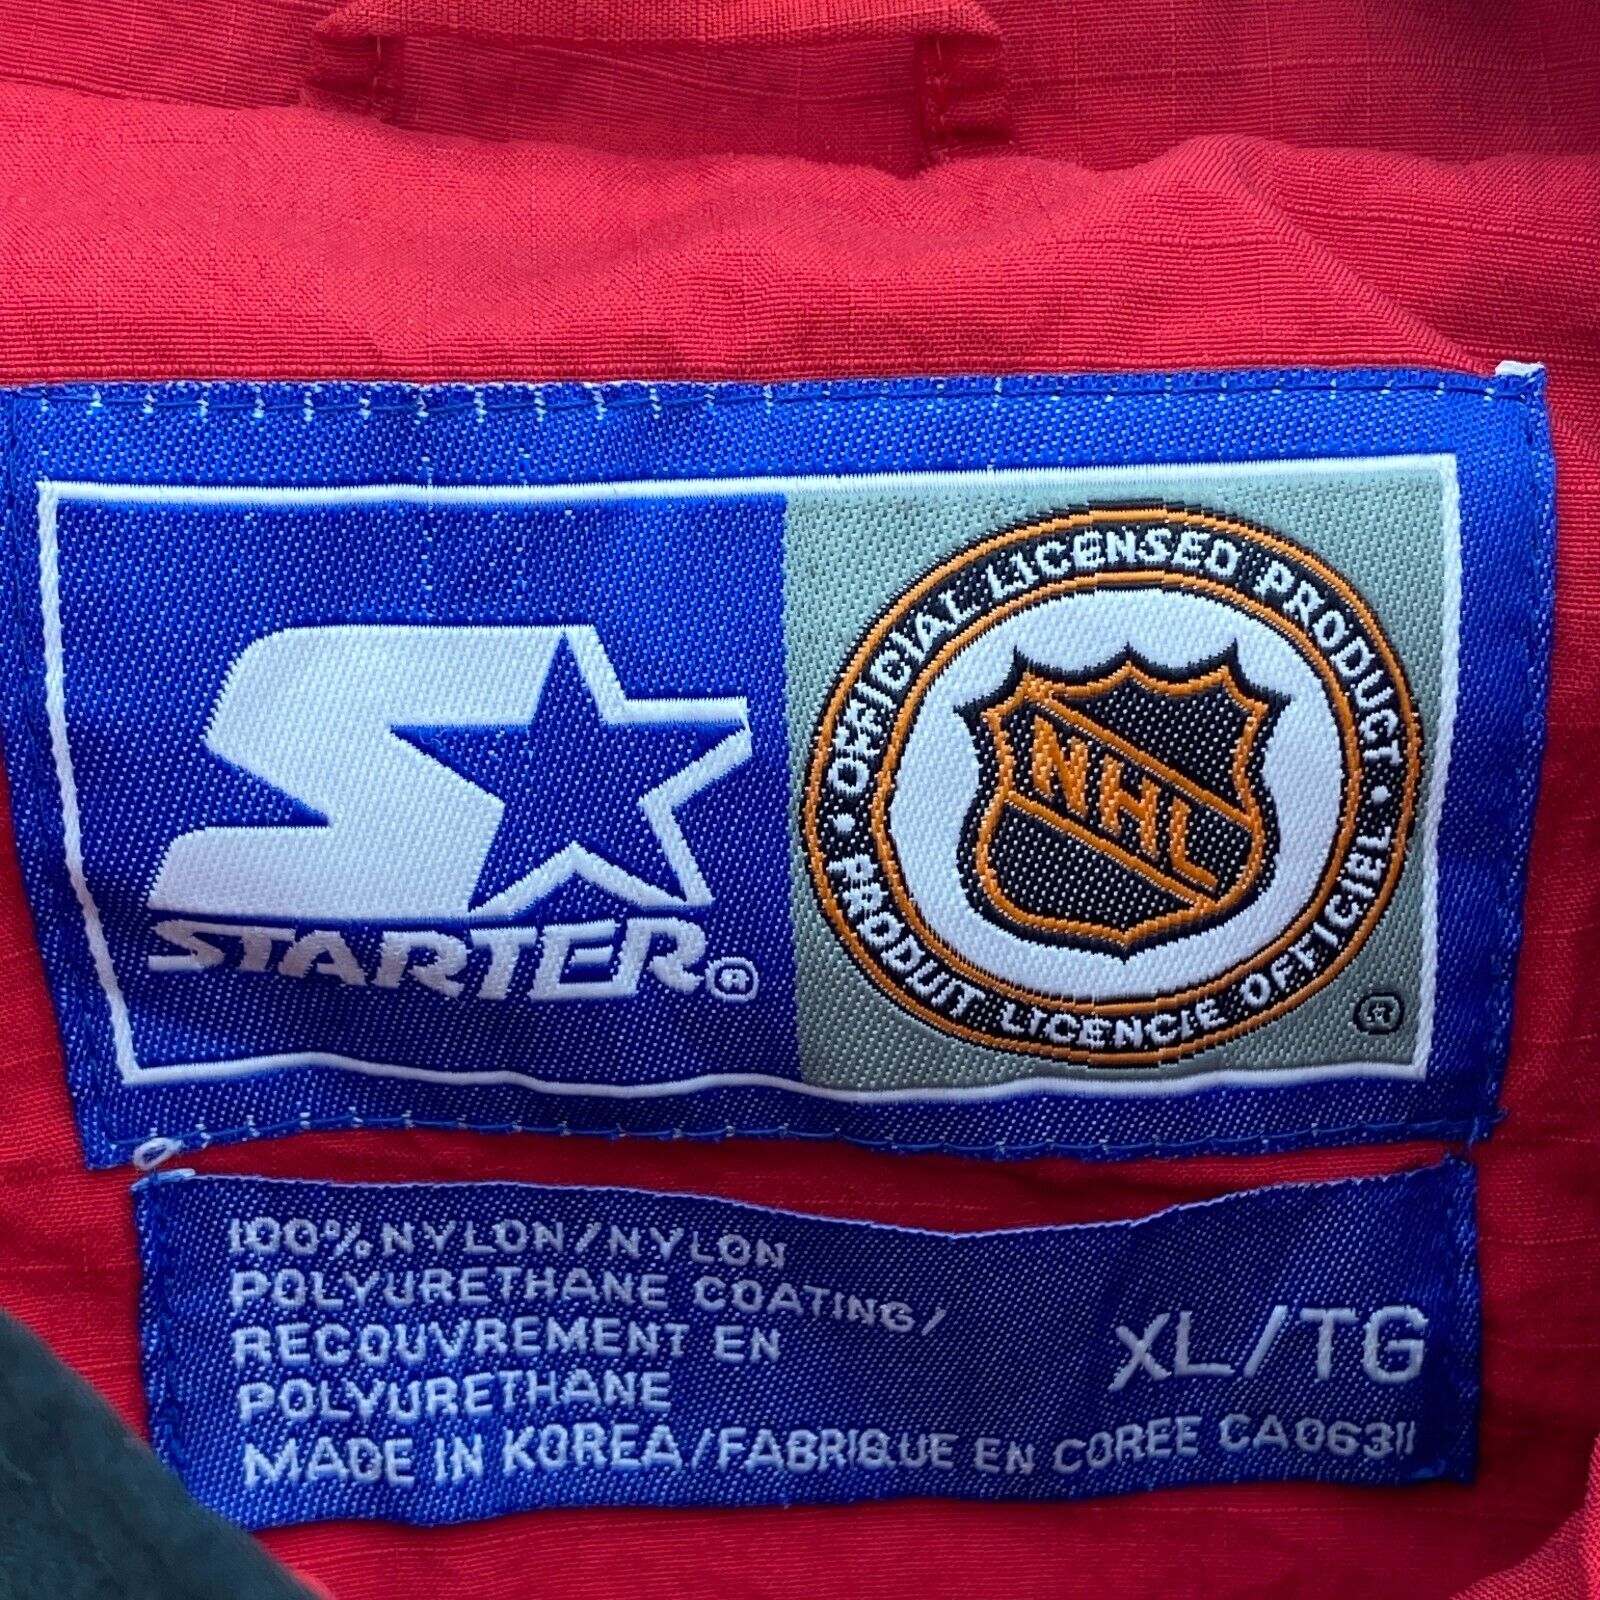 STARTER®
OFFICIAL LICENSED PRODUCT
NHL
• PRODUIT LICENCIE OFFICIEL •
®
100% NYLON/NYLON
POLYURETHANE COATING/
RECOUVREMENT EN
POLYURETHANE
XL/TG
MADE IN KOREA/FABRIQUE EN COREE CA06311